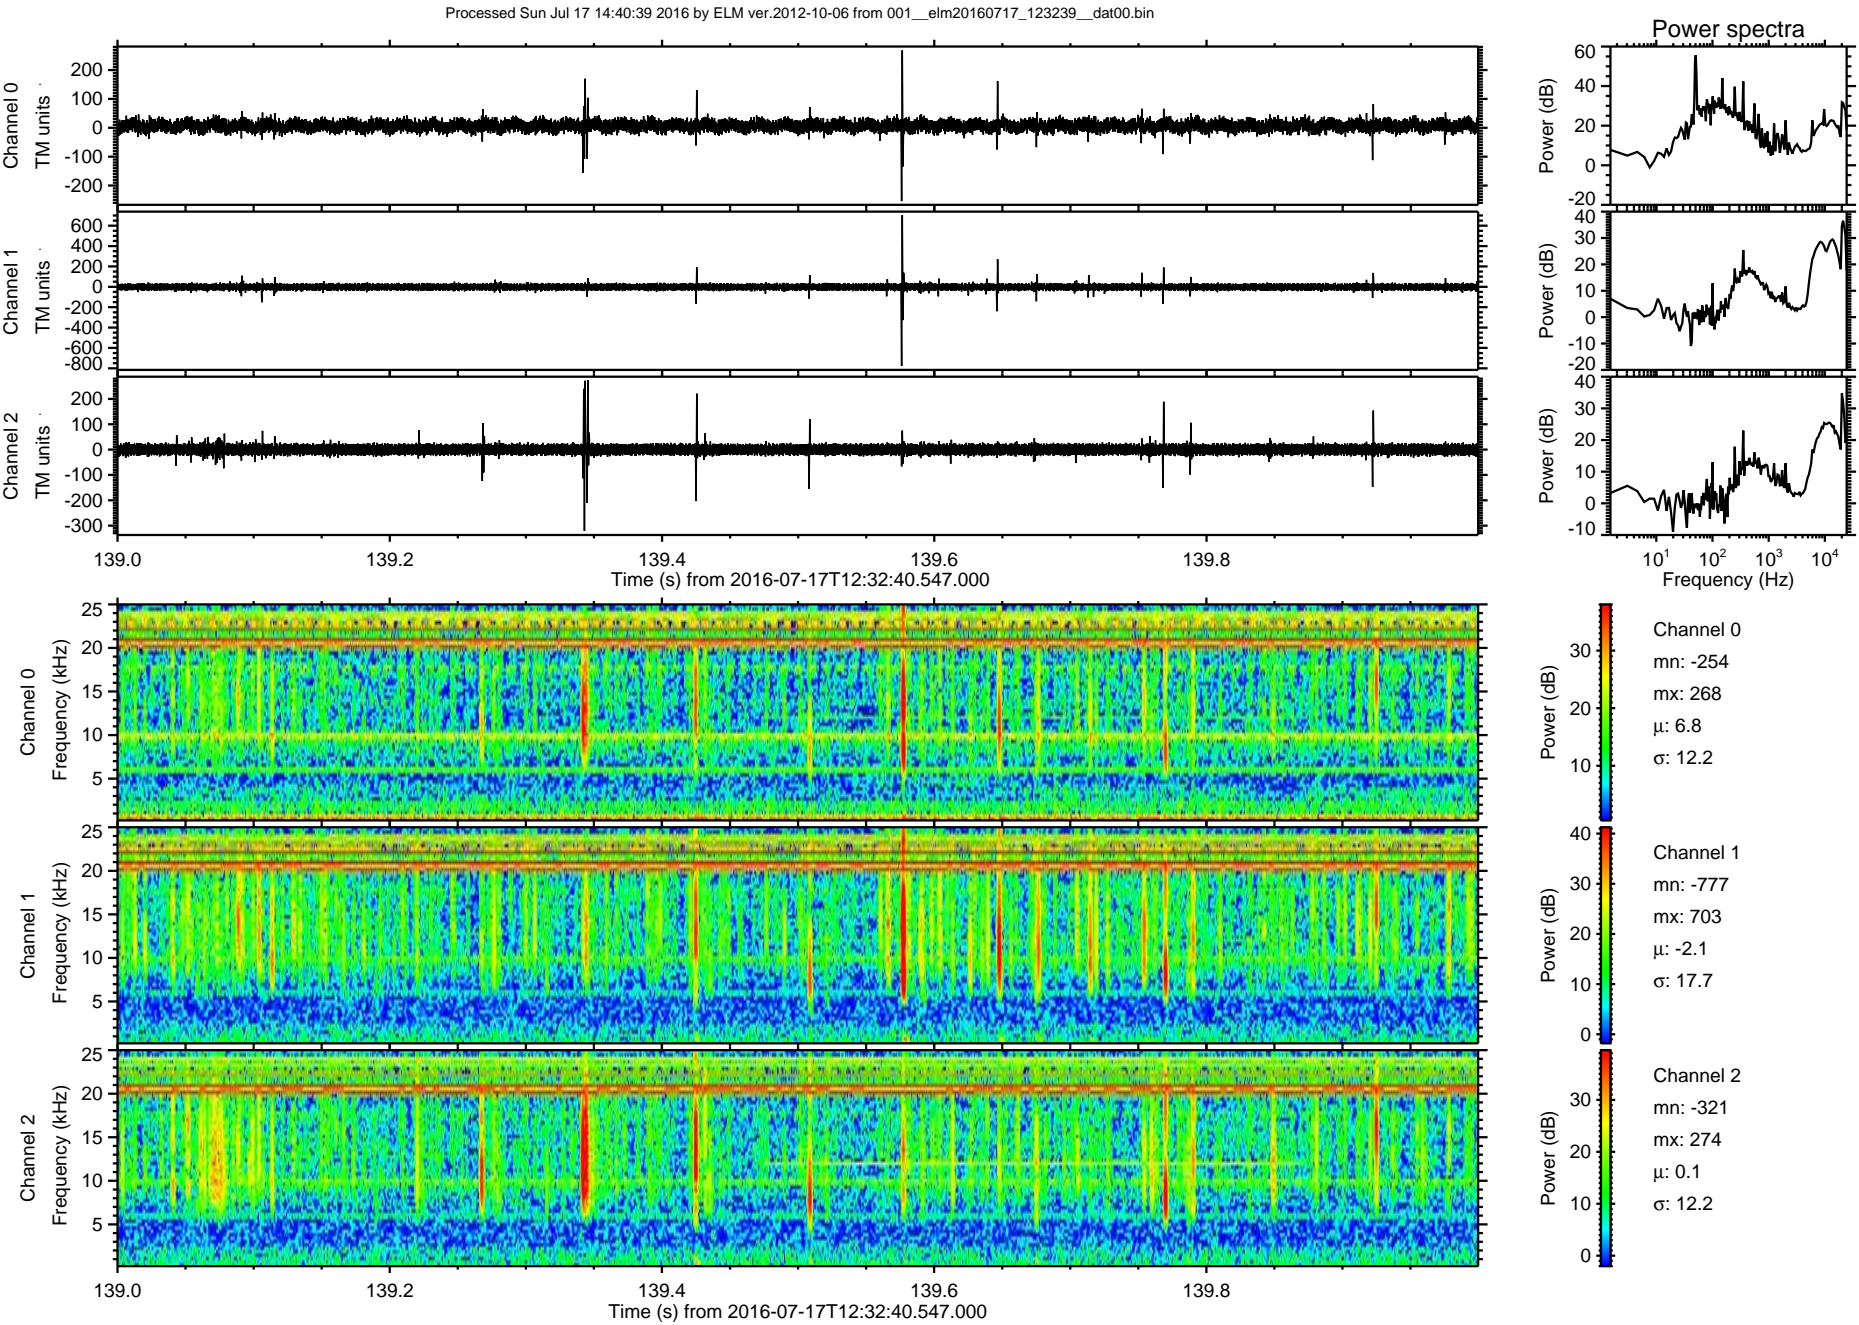 Processed Sun Jul 17 14:40:39 2016 by ELM ver.2012-10-06 from 001__elm20160717_123239__dat00.bin
Power spectra
Channel 0
TM units
200
100
0
-100
-200
Power (dB)
60
40
20
0
-20
Channel 1
TM units
600
400
200
0
-200
-400
-600
-800
Power (dB)
40
30
20
10
0
-10
-20
Channel 2
TM units
200
100
0
-100
-200
-300
Power (dB)
40
30
20
10
0
-10
139.0 139.2 139.4 139.6 139.8
Time (s) from 2016-07-17T12:32:40.547.000
10¹ 10² 10³ 10⁴
Frequency (Hz)
Channel 0
Frequency (kHz)
25
20
15
10
5
Power (dB)
30
20
10
Channel 0
mn: -254
mx: 268
μ: 6.8
σ: 12.2
Channel 1
Frequency (kHz)
25
20
15
10
5
Power (dB)
40
30
20
10
0
Channel 1
mn: -777
mx: 703
μ: -2.1
σ: 17.7
Channel 2
Frequency (kHz)
25
20
15
10
5
Power (dB)
30
20
10
0
Channel 2
mn: -321
mx: 274
μ: 0.1
σ: 12.2
139.0 139.2 139.4 139.6 139.8
Time (s) from 2016-07-17T12:32:40.547.000